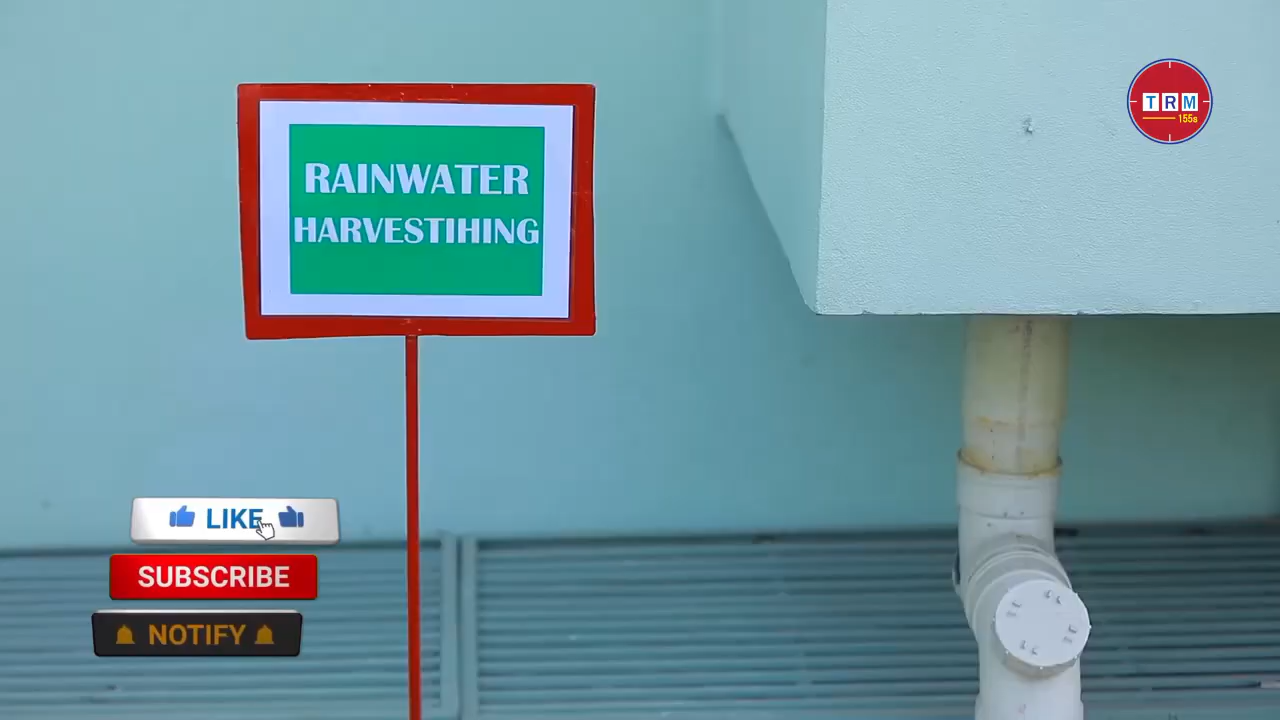 RAINWATER
HARVESTIHING
TRM
155s
LIKE
SUBSCRIBE
NOTIFY